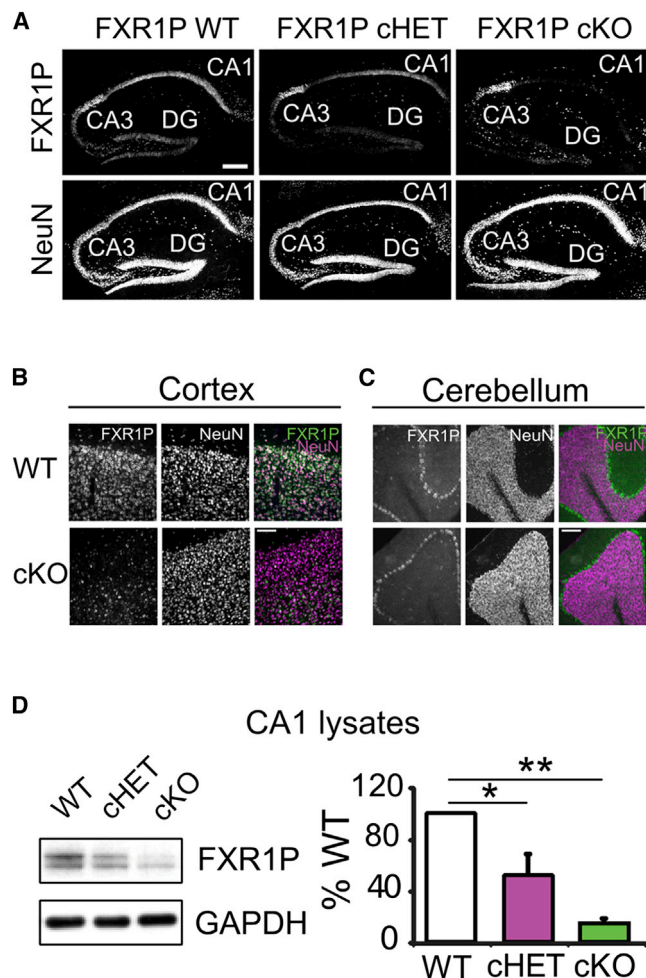 A
FXR1P WT FXR1P cHET FXR1P cKO
FXR1P
CA1 CA1 CA1
CA3 DG CA3 DG CA3 DG
NeuN
CA1 CA1 CA1
CA3 DG CA3 DG CA3 DG
B
Cortex
FXR1P NeuN FXR1P
NeuN
WT
cKO
C
Cerebellum
FXR1P NeuN FXR1P
NeuN
D
CA1 lysates
WT cHET cKO
FXR1P
GAPDH
% WT
120
80
40
0
* **
WT cHET cKO